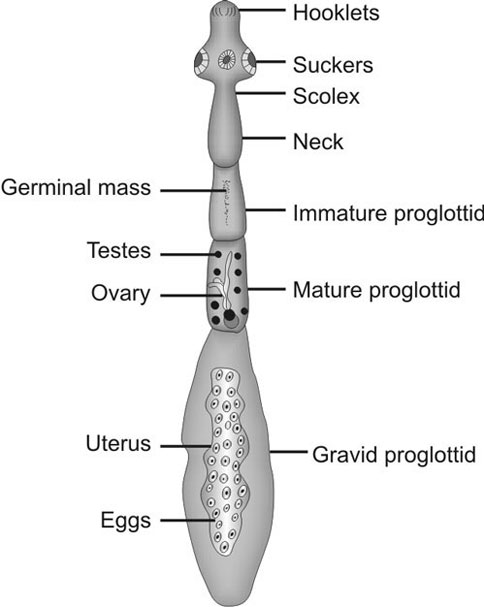 Hooklets
Suckers
Scolex
Neck
Germinal mass
Immature proglottid
Testes
Ovary
Mature proglottid
Uterus
Gravid proglottid
Eggs